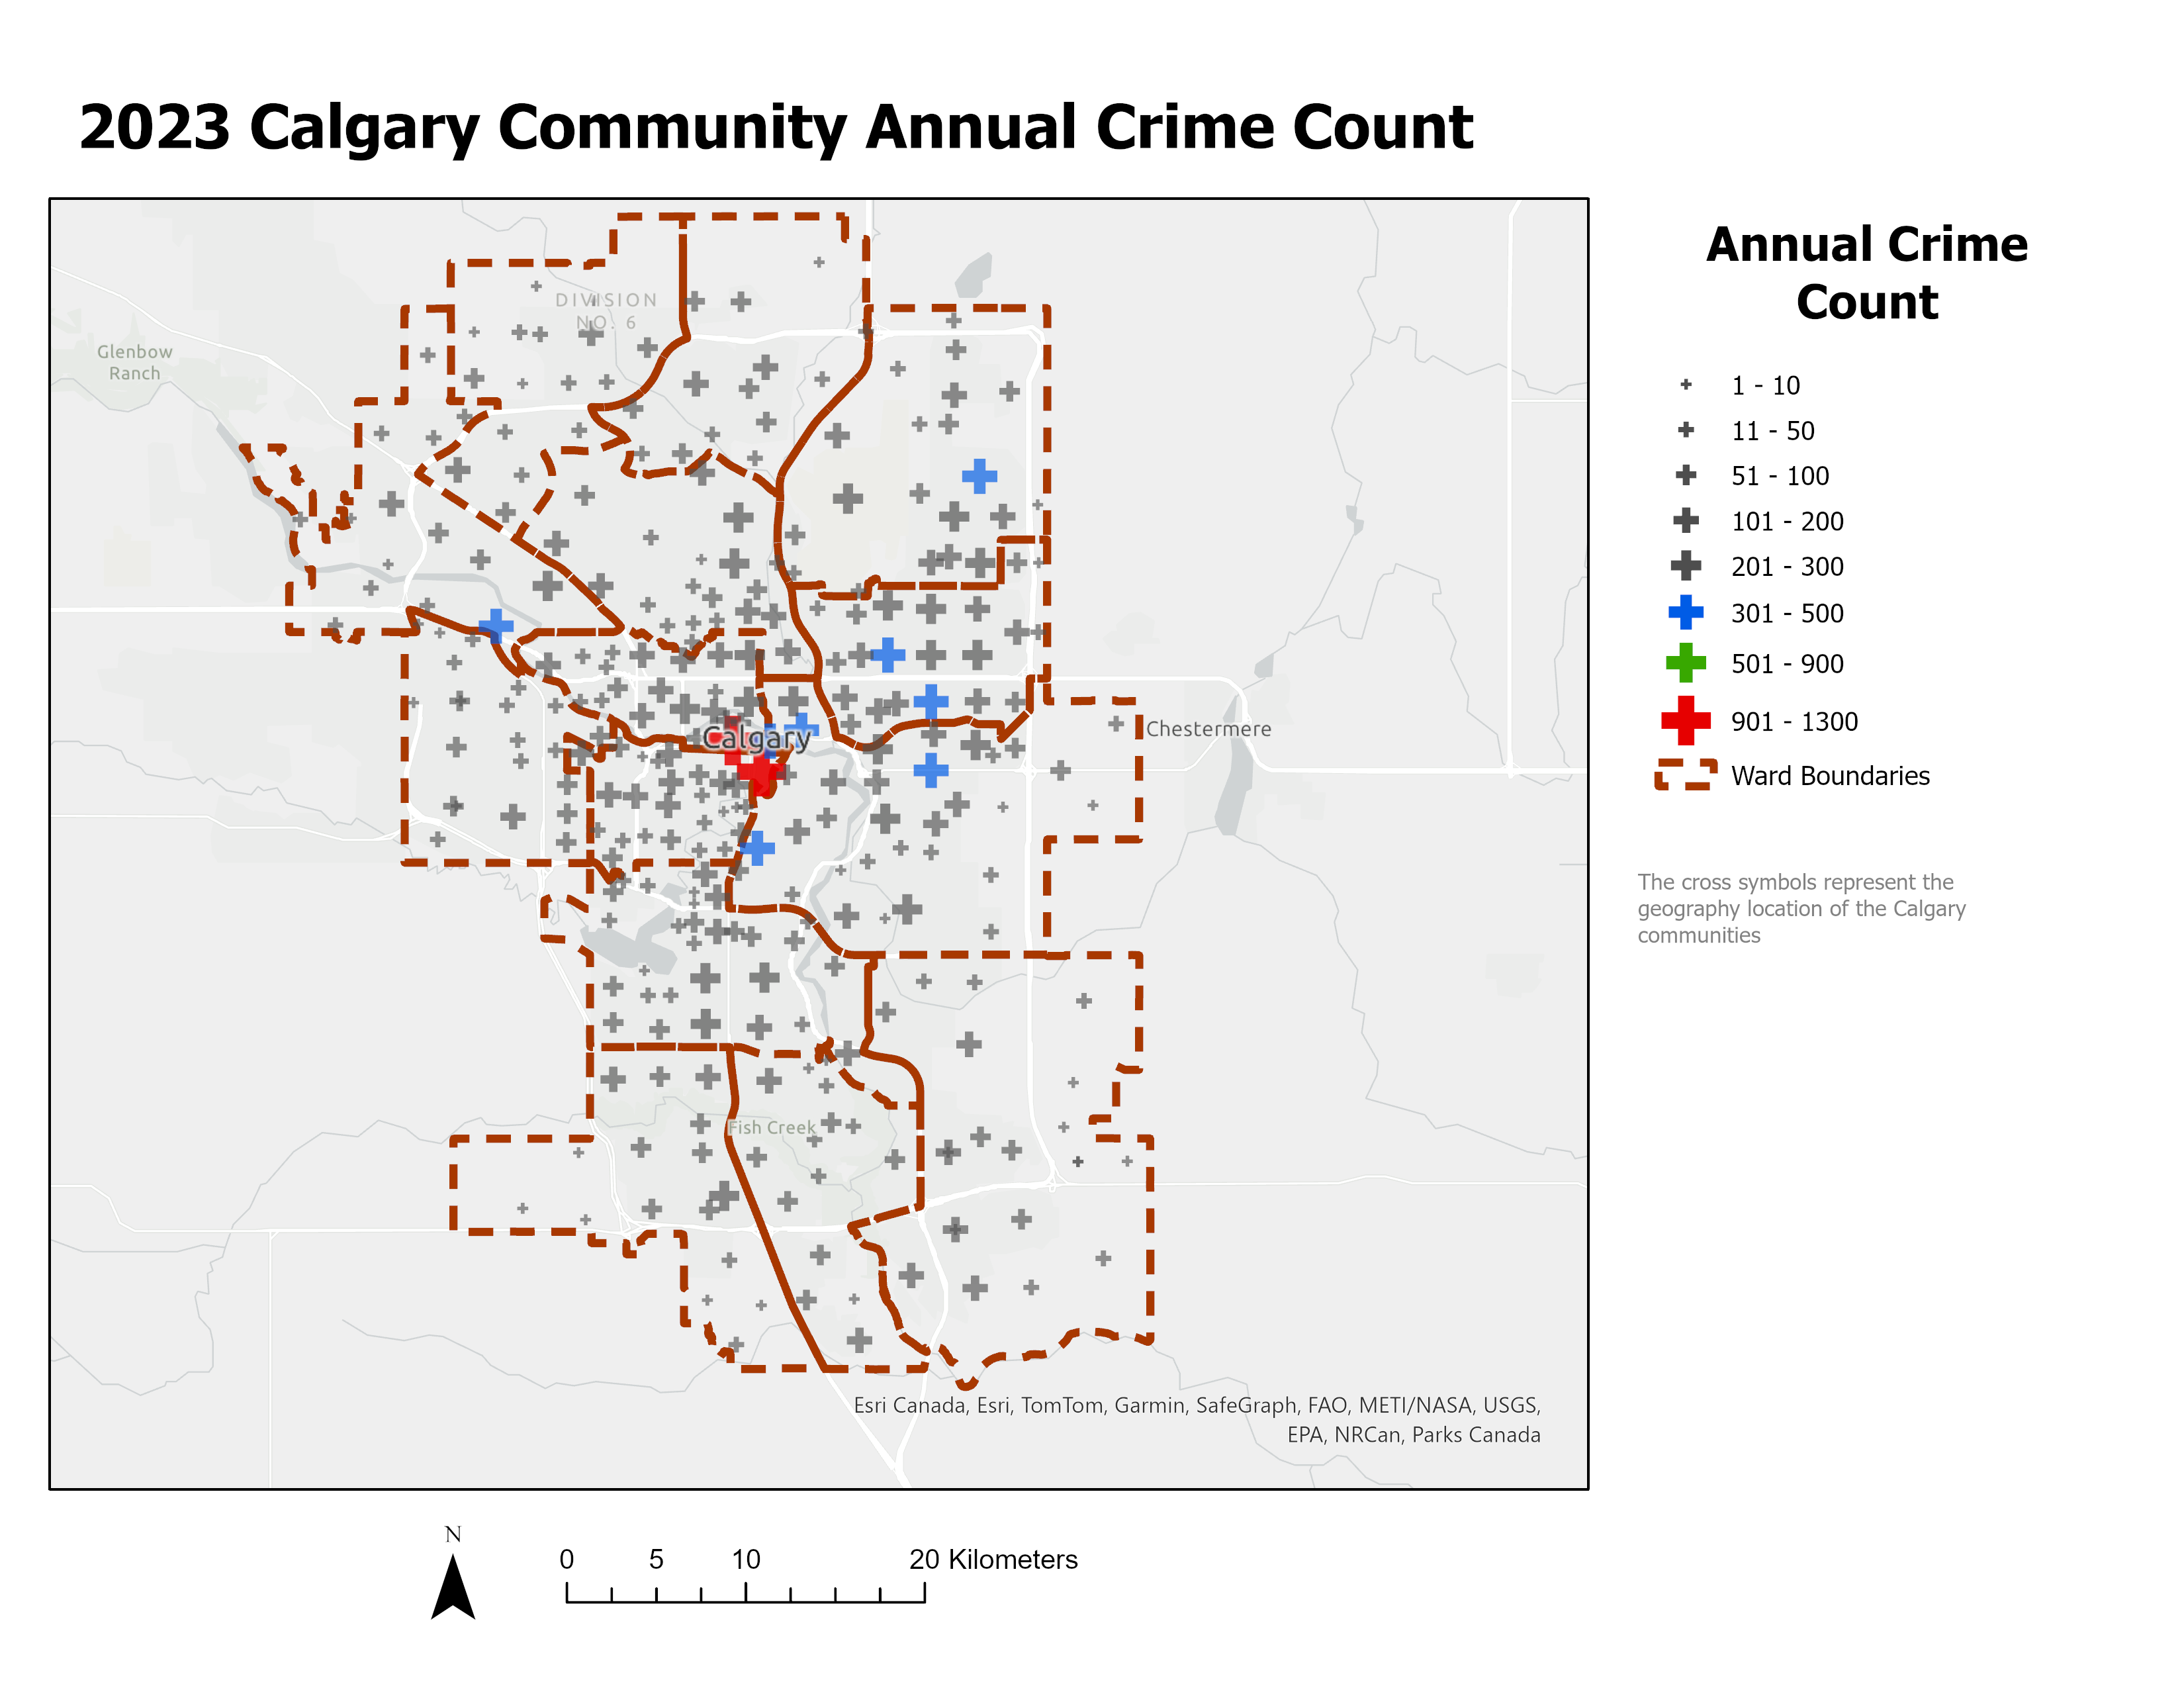 2023 Calgary Community Annual Crime Count
DIVISION
NO. 6
Glenbow
Ranch
Calgary
Chestermere
Fish Creek
Esri Canada, Esri, TomTom, Garmin, SafeGraph, FAO, METI/NASA, USGS,
EPA, NRCan, Parks Canada
Annual Crime
Count
1 - 10
11 - 50
51 - 100
101 - 200
201 - 300
301 - 500
501 - 900
901 - 1300
Ward Boundaries
The cross symbols represent the
geography location of the Calgary
communities
N
0 5 10 20 Kilometers